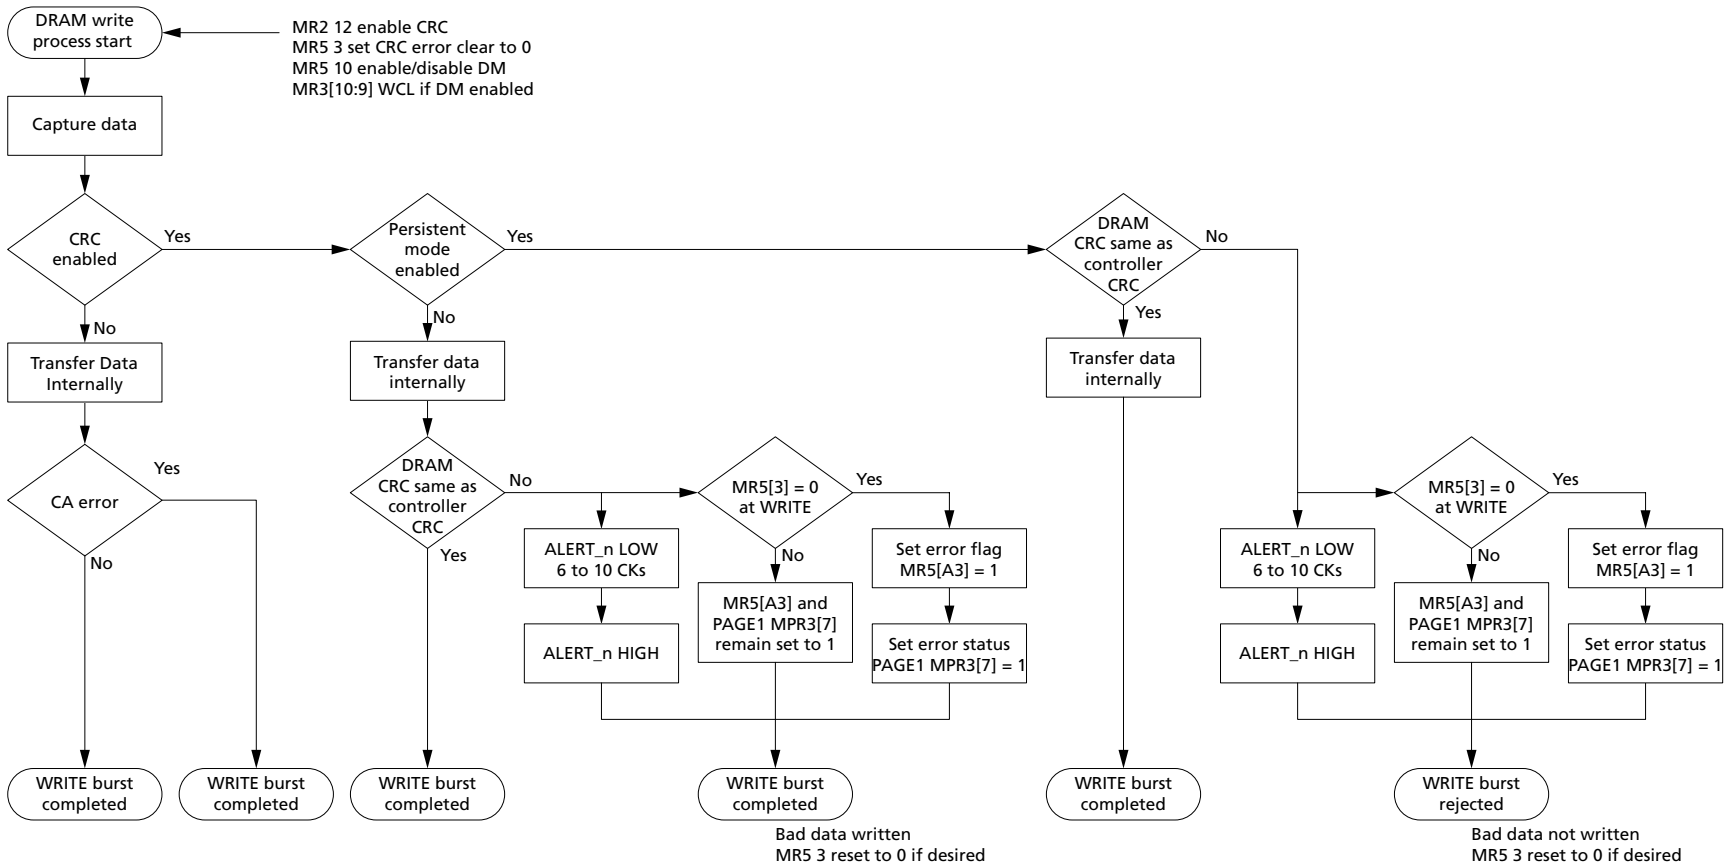 DRAM write
process start
MR2 12 enable CRC
MR5 3 set CRC error clear to 0
MR5 10 enable/disable DM
MR3[10:9] WCL if DM enabled
Capture data
CRC
enabled
Yes
No
Persistent
mode
enabled
Yes
No
DRAM
CRC same as
controller
CRC
No
Yes
Transfer Data
Internally
Transfer data
internally
Transfer data
internally
CA error
Yes
No
DRAM
CRC same as
controller
CRC
No
Yes
MR5[3] = 0
at WRITE
Yes
No
ALERT_n LOW
6 to 10 CKs
ALERT_n HIGH
MR5[A3] and
PAGE1 MPR3[7]
remain set to 1
Set error flag
MR5[A3] = 1
Set error status
PAGE1 MPR3[7] = 1
MR5[3] = 0
at WRITE
Yes
No
ALERT_n LOW
6 to 10 CKs
ALERT_n HIGH
MR5[A3] and
PAGE1 MPR3[7]
remain set to 1
Set error flag
MR5[A3] = 1
Set error status
PAGE1 MPR3[7] = 1
WRITE burst
completed
WRITE burst
completed
WRITE burst
completed
WRITE burst
completed
Bad data written
MR5 3 reset to 0 if desired
WRITE burst
completed
WRITE burst
rejected
Bad data not written
MR5 3 reset to 0 if desired